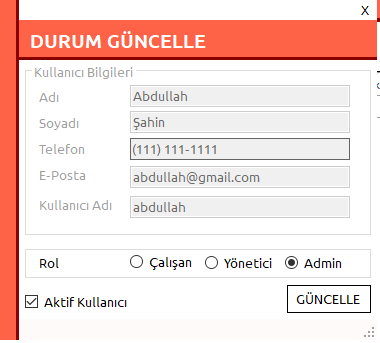 X
DURUM GÜNCELLE
Kullanıcı Bilgileri
Adı Abdullah
Soyadı Şahin
Telefon (111) 111-1111
E-Posta abdullah@gmail.com
Kullanıcı Adı abdullah
Rol Çalışan Yönetici Admin
Aktif Kullanıcı GÜNCELLE